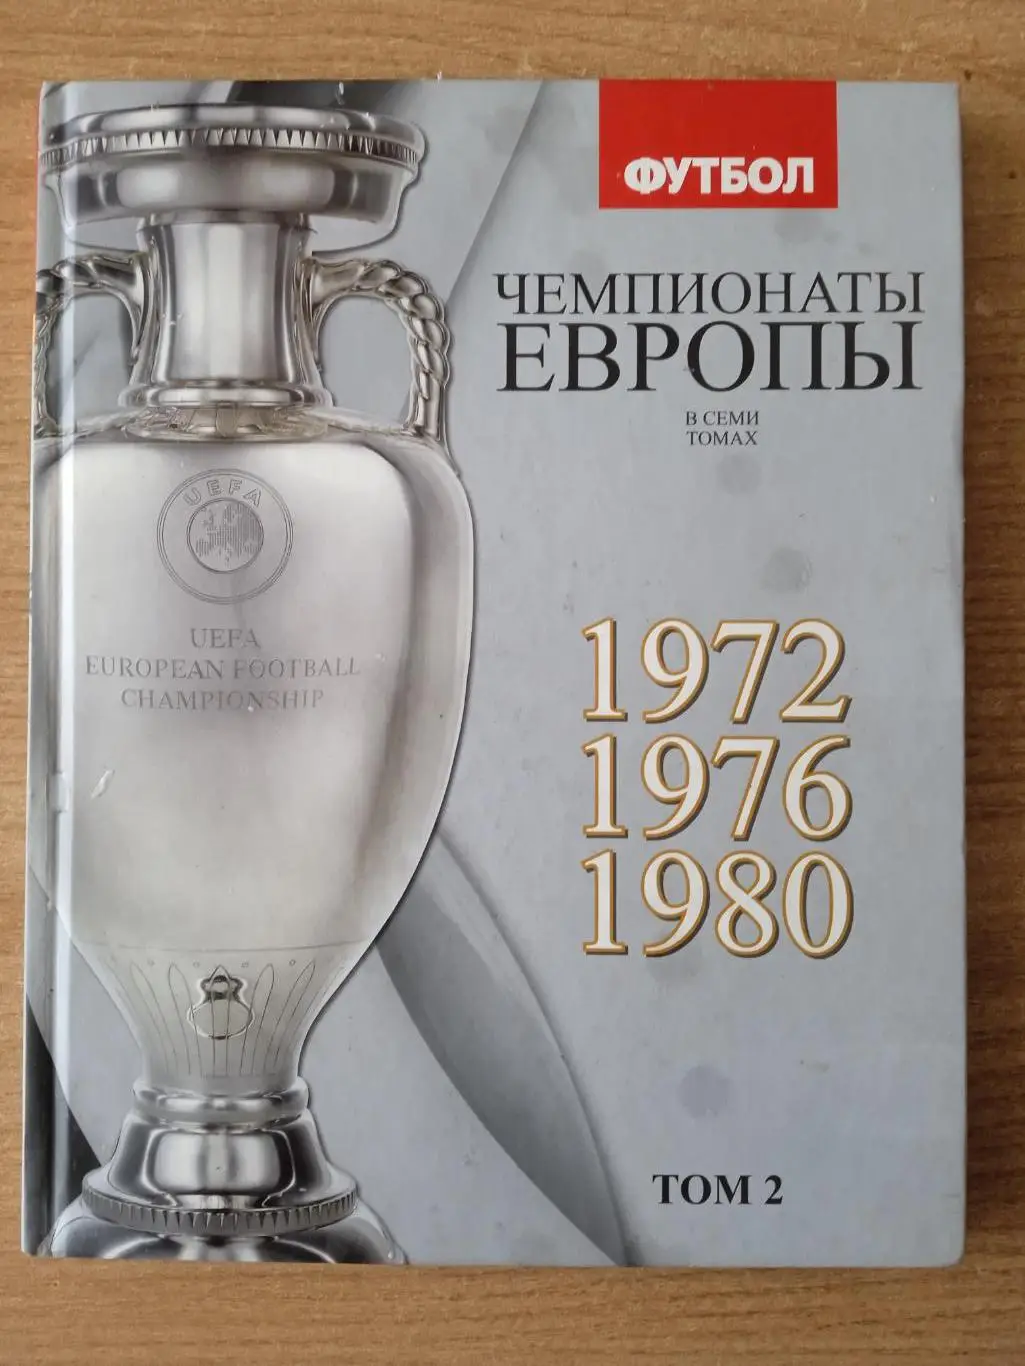 ФУТБОЛ
ЧЕМПИОНАТЫ
ЕВРОПЫ
В СЕМИ
ТОМАХ
UEFA
UEFA
EUROPEAN FOOTBALL
CHAMPIONSHIP
1972
1976
1980
ТОМ 2